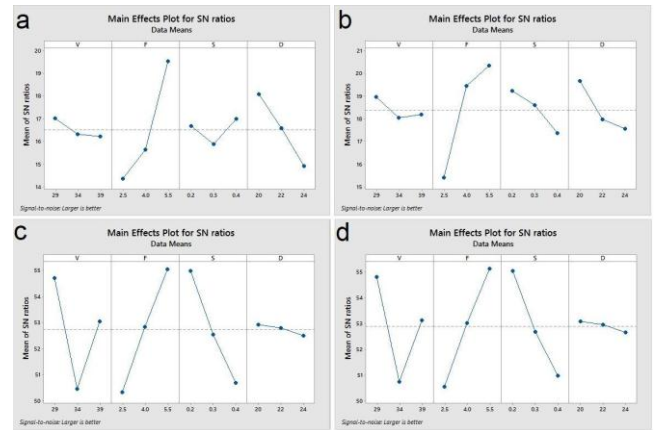 a
Main Effects Plot for SN ratios
Data Means
V F S D
Mean of SN ratios
20
19
18
17
16
15
14
29 34 39 2.5 4.0 5.5 0.2 0.3 0.4 20 22 24
Signal-to-noise: Larger is better
b
Main Effects Plot for SN ratios
Data Means
V F S D
Mean of SN ratios
21
20
19
18
17
16
15
14
29 34 39 2.5 4.0 5.5 0.2 0.3 0.4 20 22 24
Signal-to-noise: Larger is better
c
Main Effects Plot for SN ratios
Data Means
V F S D
Mean of SN ratios
55
54
53
52
51
50
29 34 39 2.5 4.0 5.5 0.2 0.3 0.4 20 22 24
Signal-to-noise: Larger is better
d
Main Effects Plot for SN ratios
Data Means
V F S D
Mean of SN ratios
55
54
53
52
51
50
29 34 39 2.5 4.0 5.5 0.2 0.3 0.4 20 22 24
Signal-to-noise: Larger is better